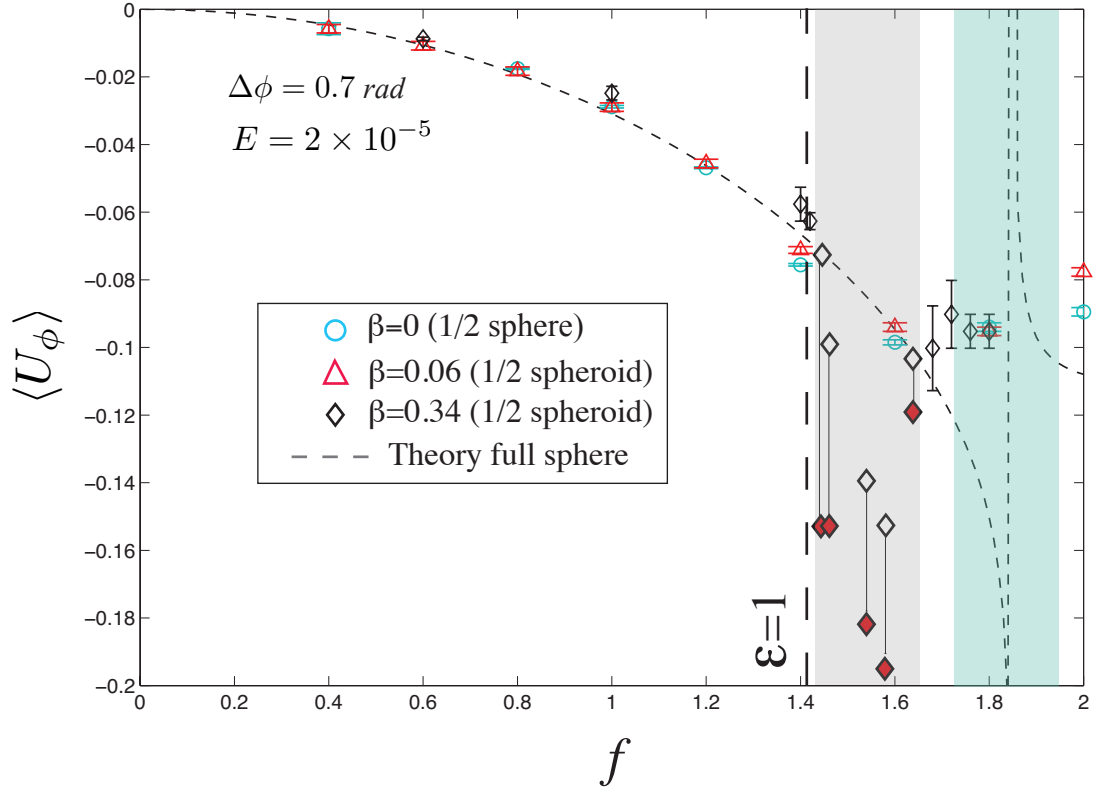 0
−0.02
−0.04
−0.06
−0.08
−0.1
−0.12
−0.14
−0.16
−0.18
−0.2
⟨U_ϕ⟩
Δϕ = 0.7 rad
E = 2 × 10⁻⁵
β=0 (1/2 sphere)
β=0.06 (1/2 spheroid)
β=0.34 (1/2 spheroid)
Theory full sphere
ε=1
0 0.2 0.4 0.6 0.8 1 1.2 1.4 1.6 1.8 2
f